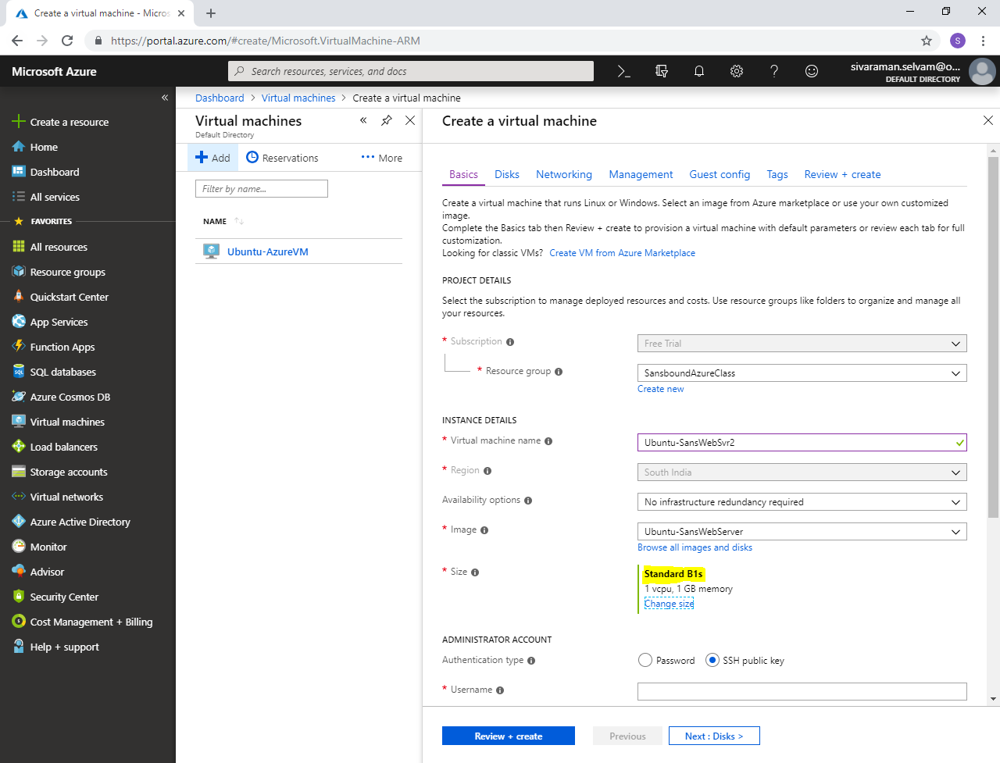 Create a virtual machine - Micros
https://portal.azure.com/#create/Microsoft.VirtualMachine-ARM
S
Microsoft Azure
Search resources, services, and docs
sivaraman.selvam@o...
DEFAULT DIRECTORY
Create a resource
Home
Dashboard
All services
FAVORITES
All resources
Resource groups
Quickstart Center
App Services
Function Apps
SQL databases
Azure Cosmos DB
Virtual machines
Load balancers
Storage accounts
Virtual networks
Azure Active Directory
Monitor
Advisor
Security Center
Cost Management + Billing
Help + support
Dashboard > Virtual machines > Create a virtual machine
Virtual machines
Default Directory
Add
Reservations
More
Filter by name...
NAME
Ubuntu-AzureVM
Create a virtual machine
Basics Disks Networking Management Guest config Tags Review + create
Create a virtual machine that runs Linux or Windows. Select an image from Azure marketplace or use your own customized
image.
Complete the Basics tab then Review + create to provision a virtual machine with default parameters or review each tab for full
customization.
Looking for classic VMs? Create VM from Azure Marketplace
PROJECT DETAILS
Select the subscription to manage deployed resources and costs. Use resource groups like folders to organize and manage all
your resources.
* Subscription
Free Trial
* Resource group
SansboundAzureClass
Create new
INSTANCE DETAILS
* Virtual machine name
Ubuntu-SansWebSvr2
* Region
South India
Availability options
No infrastructure redundancy required
* Image
Ubuntu-SansWebServer
Browse all images and disks
* Size
Standard B1s
1 vcpu, 1 GB memory
Change size
ADMINISTRATOR ACCOUNT
Authentication type
Password
SSH public key
* Username
Review + create
Previous
Next : Disks >